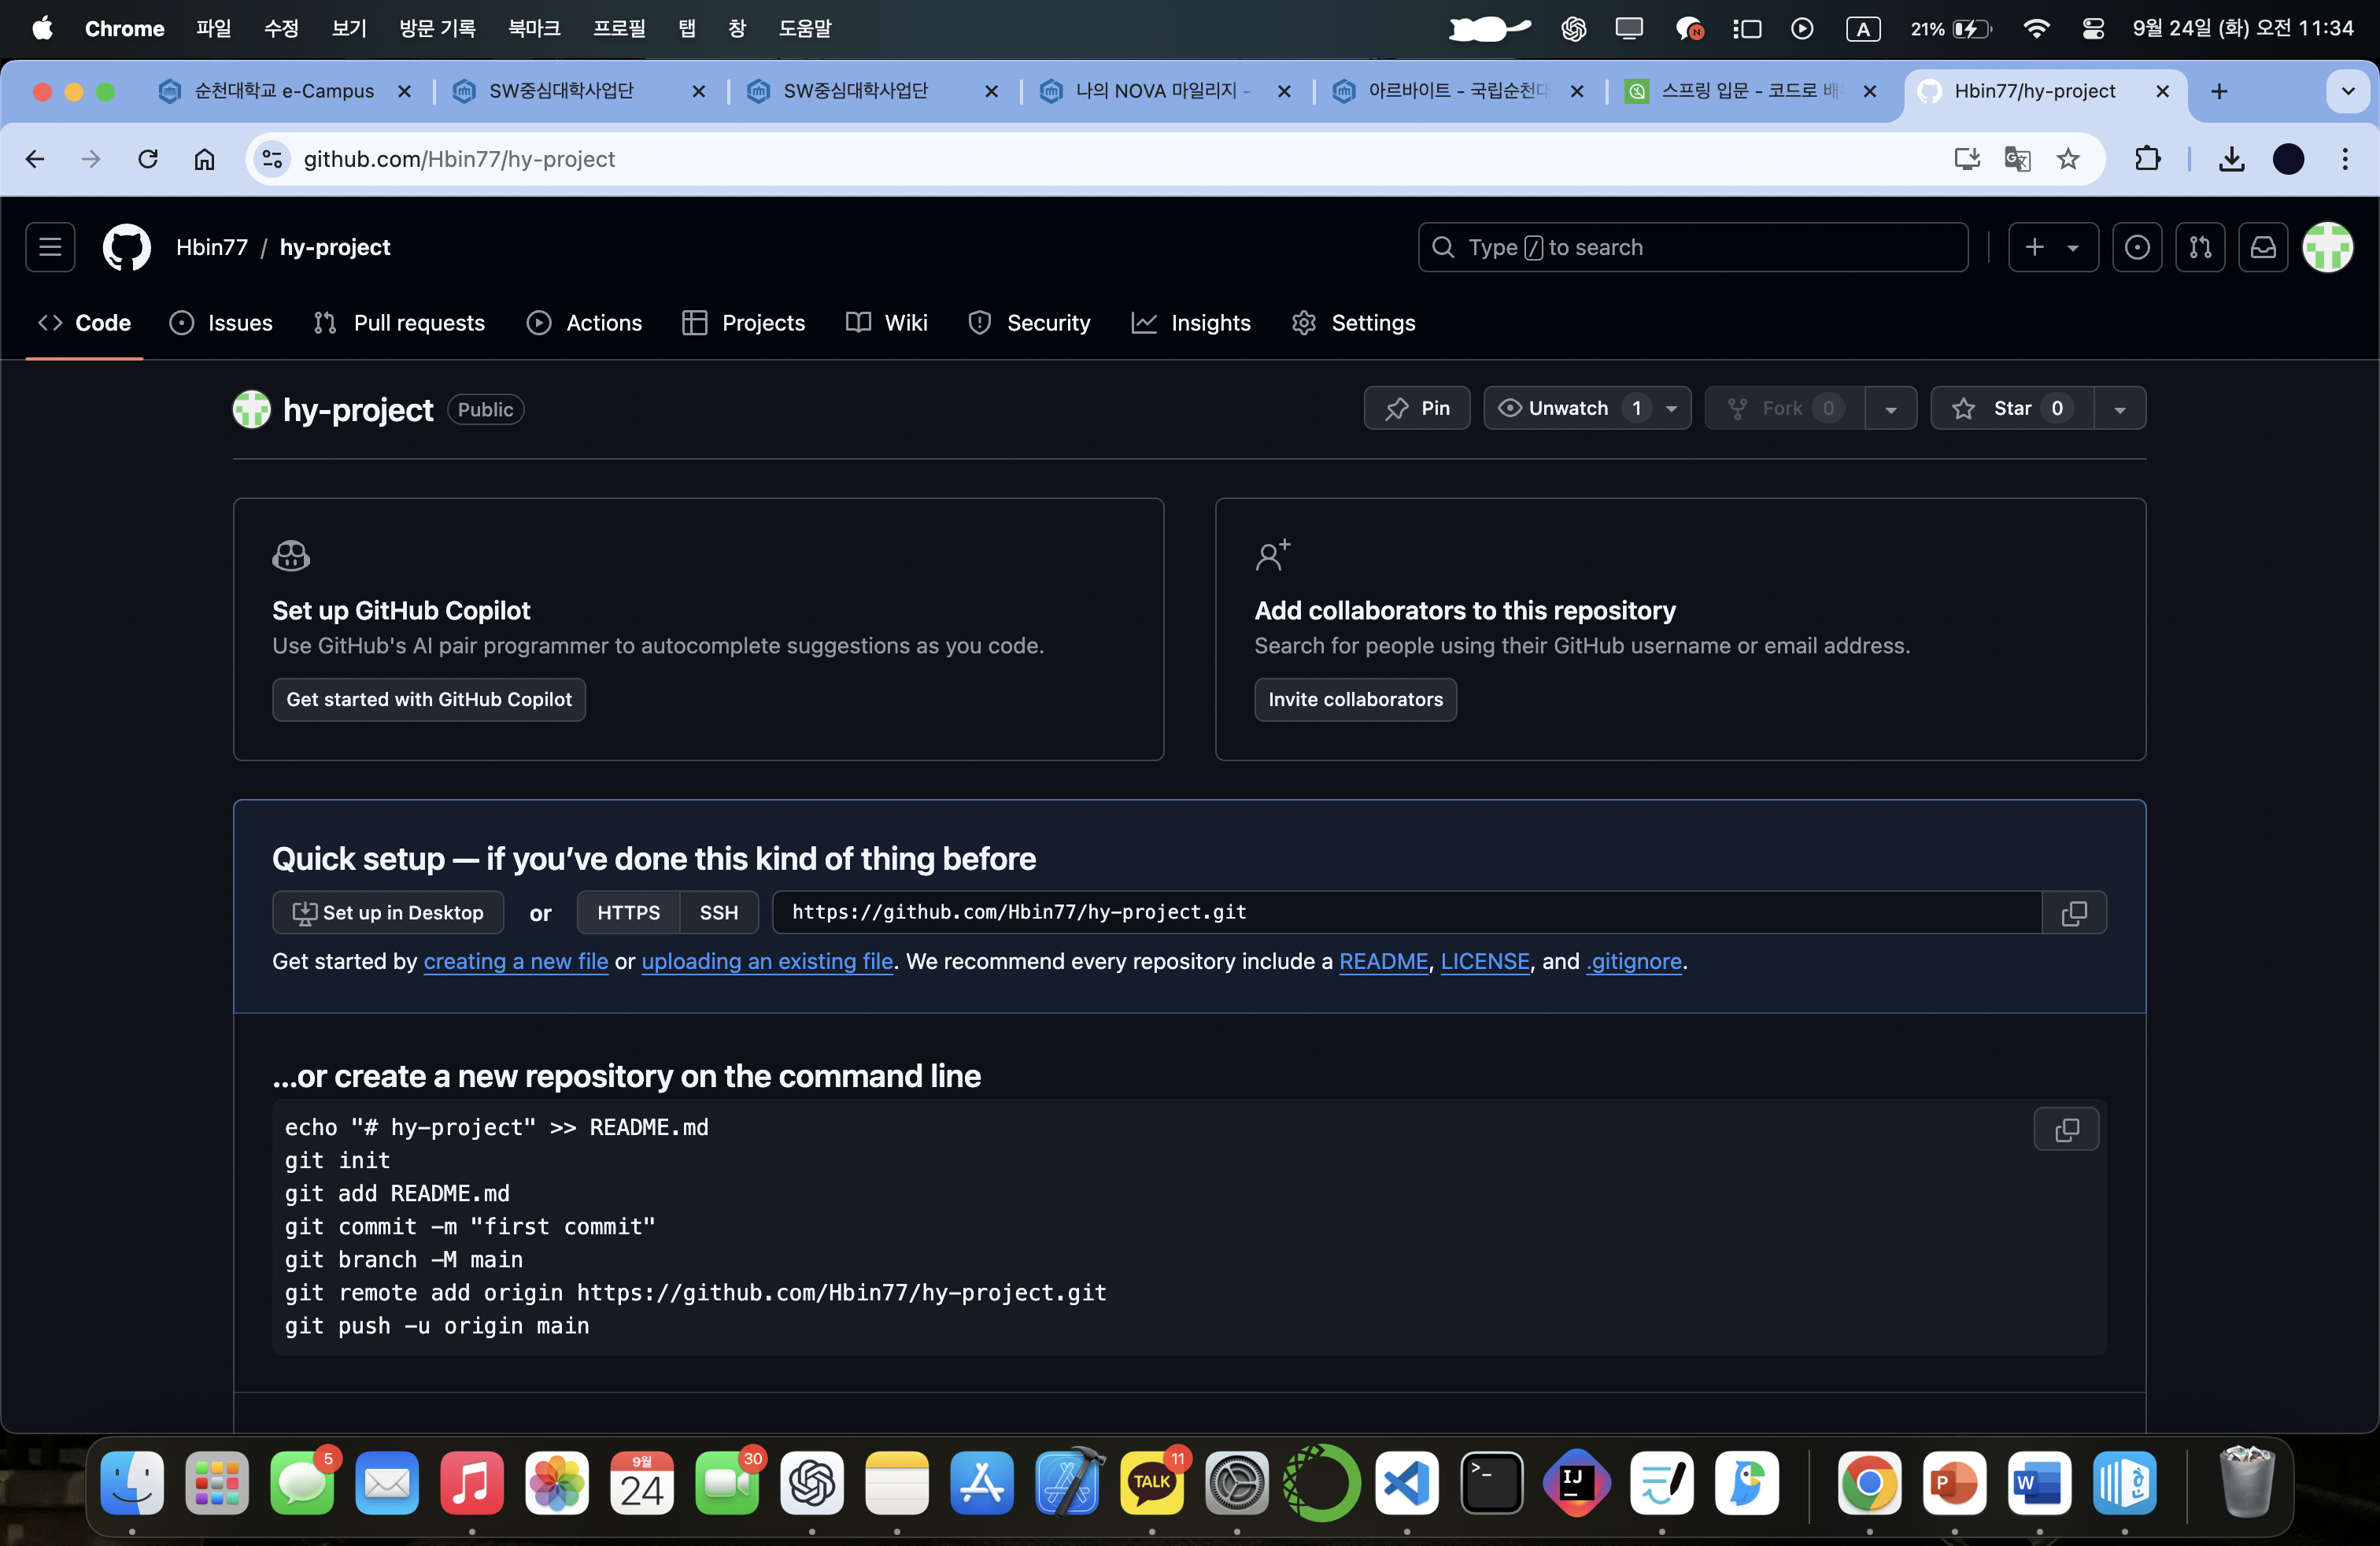 Chrome 파일 수정 보기 방문 기록 북마크 프로필 탭 창 도움말 N A 21% 9월 24일 (화) 오전 11:34
순천대학교 e-Campus SW중심대학사업단 SW중심대학사업단 나의 NOVA 마일리지 - 아르바이트 - 국립순천대 스프링 입문 - 코드로 배 Hbin77/hy-project
github.com/Hbin77/hy-project
Hbin77 / hy-project Type / to search
Code Issues Pull requests Actions Projects Wiki Security Insights Settings
hy-project Public Pin Unwatch 1 Fork 0 Star 0
Set up GitHub Copilot
Use GitHub's AI pair programmer to autocomplete suggestions as you code.
Get started with GitHub Copilot
Add collaborators to this repository
Search for people using their GitHub username or email address.
Invite collaborators
Quick setup — if you’ve done this kind of thing before
Set up in Desktop or HTTPS SSH https://github.com/Hbin77/hy-project.git
Get started by creating a new file or uploading an existing file. We recommend every repository include a README, LICENSE, and .gitignore.
…or create a new repository on the command line
echo "# hy-project" >> README.md
git init
git add README.md
git commit -m "first commit"
git branch -M main
git remote add origin https://github.com/Hbin77/hy-project.git
git push -u origin main
5 9월 24 30 TALK 11 >_ IJ P W